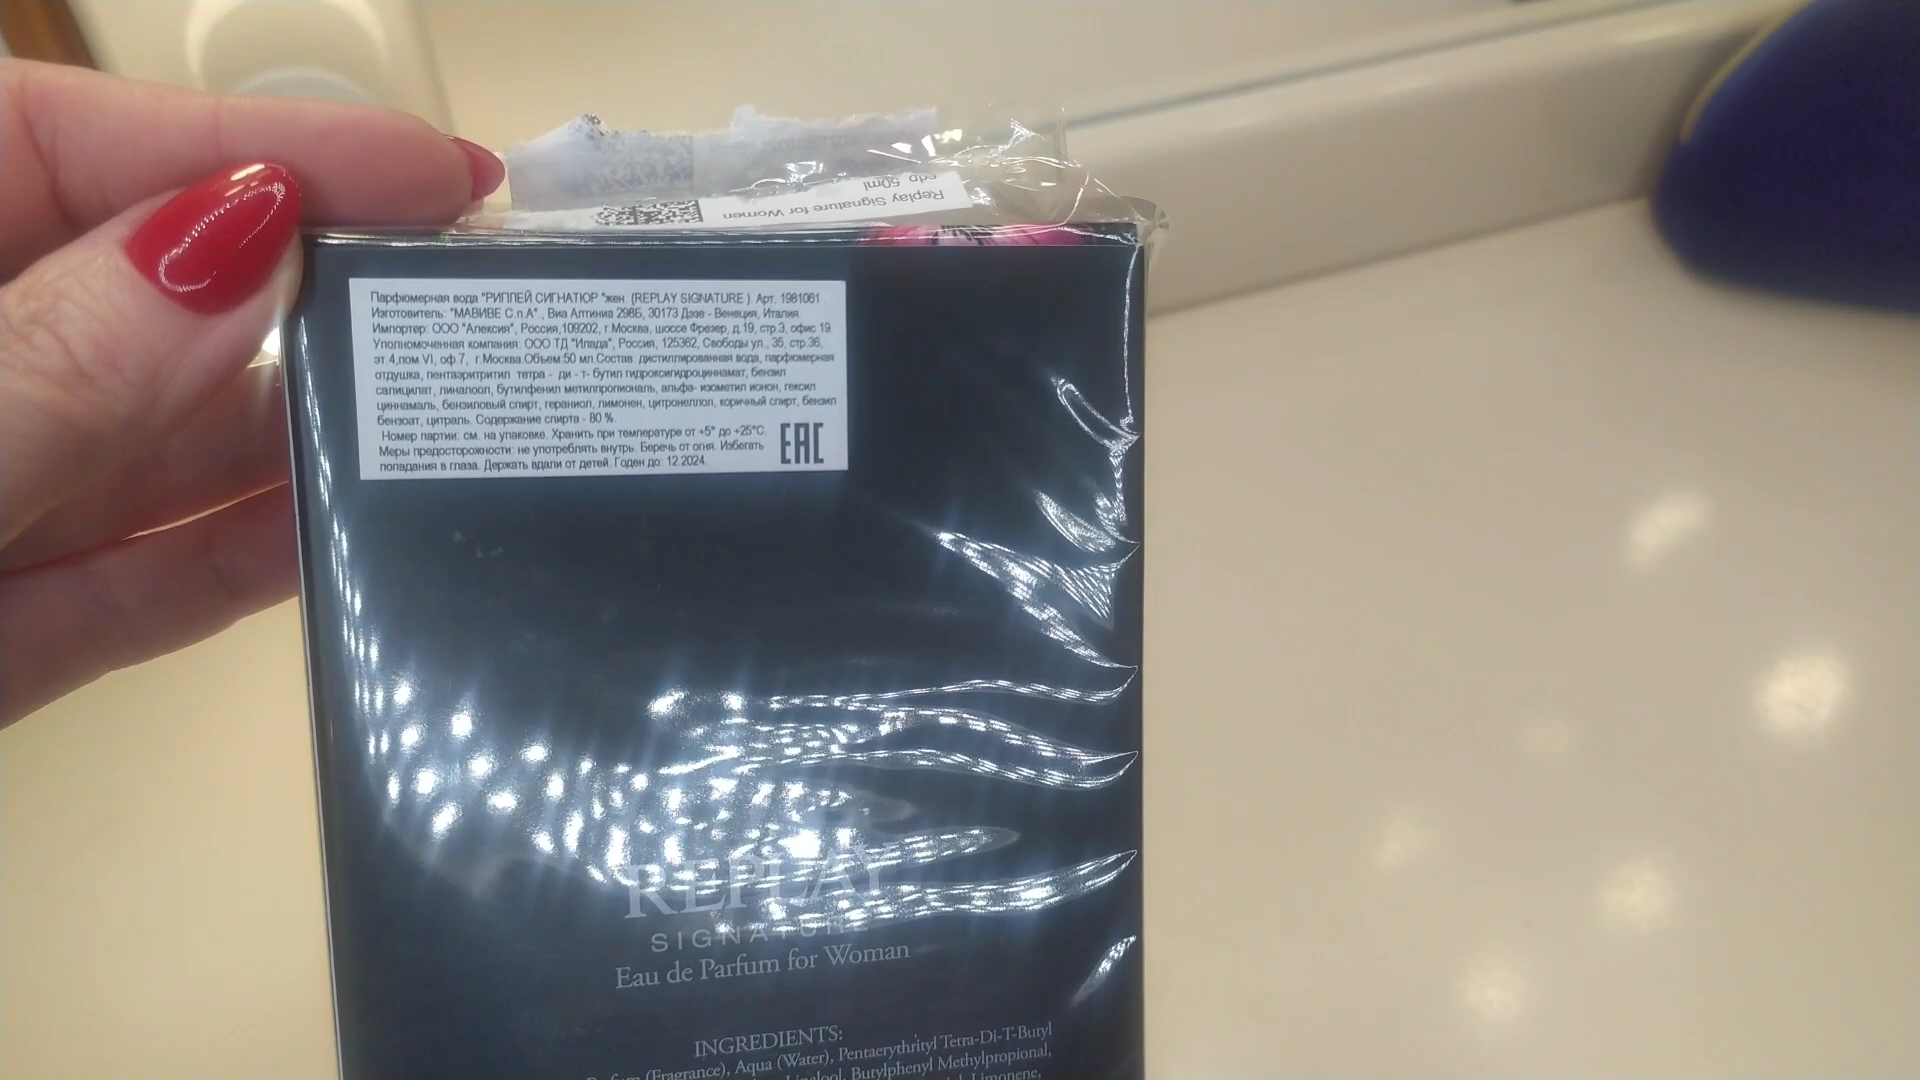 Replay Signature for Women
edp 50ml
Парфюмерная вода "РИПЛЕЙ СИГНАТЮР "жен. (REPLAY SIGNATURE ). Арт. 1981061
Изготовитель: "МАВИВЕ С.п.А" , Виа Алтиниа 298Б, 30173 Дэзе - Венеция, Италия.
Импортер: ООО "Алексия", Россия,109202, г.Москва, шоссе Фрезер, д.19, стр.3, офис 19.
Уполномоченная компания: ООО ТД "Илада", Россия, 125362, Свободы ул., 35, стр.36,
эт.4,пом.VI, оф.7, г.Москва.Объем 50 мл.Состав: дистиллированная вода, парфюмерная
отдушка, пентаэритритил тетра - ди - т- бутил гидроксигидроциннамат, бензил
салицилат, линалоол, бутилфенил метилпропиональ, альфа- изометил ионон, гексил
циннамаль, бензиловый спирт, гераниол, лимонен, цитронеллол, коричный спирт, бензил
бензоат, цитраль. Содержание спирта - 80 %.
Номер партии: см. на упаковке. Хранить при температуре от +5° до +25°С.
Меры предосторожности: не употреблять внутрь. Беречь от огня. Избегать
попадания в глаза. Держать вдали от детей. Годен до: 12.2024.
EAC
REPLAY
SIGNATURE
Eau de Parfum for Woman
INGREDIENTS:
(Fragrance), Aqua (Water), Pentaerythrityl Tetra-Di-T-Butyl
Linalool, Butylphenyl Methylpropional,
Limonene,